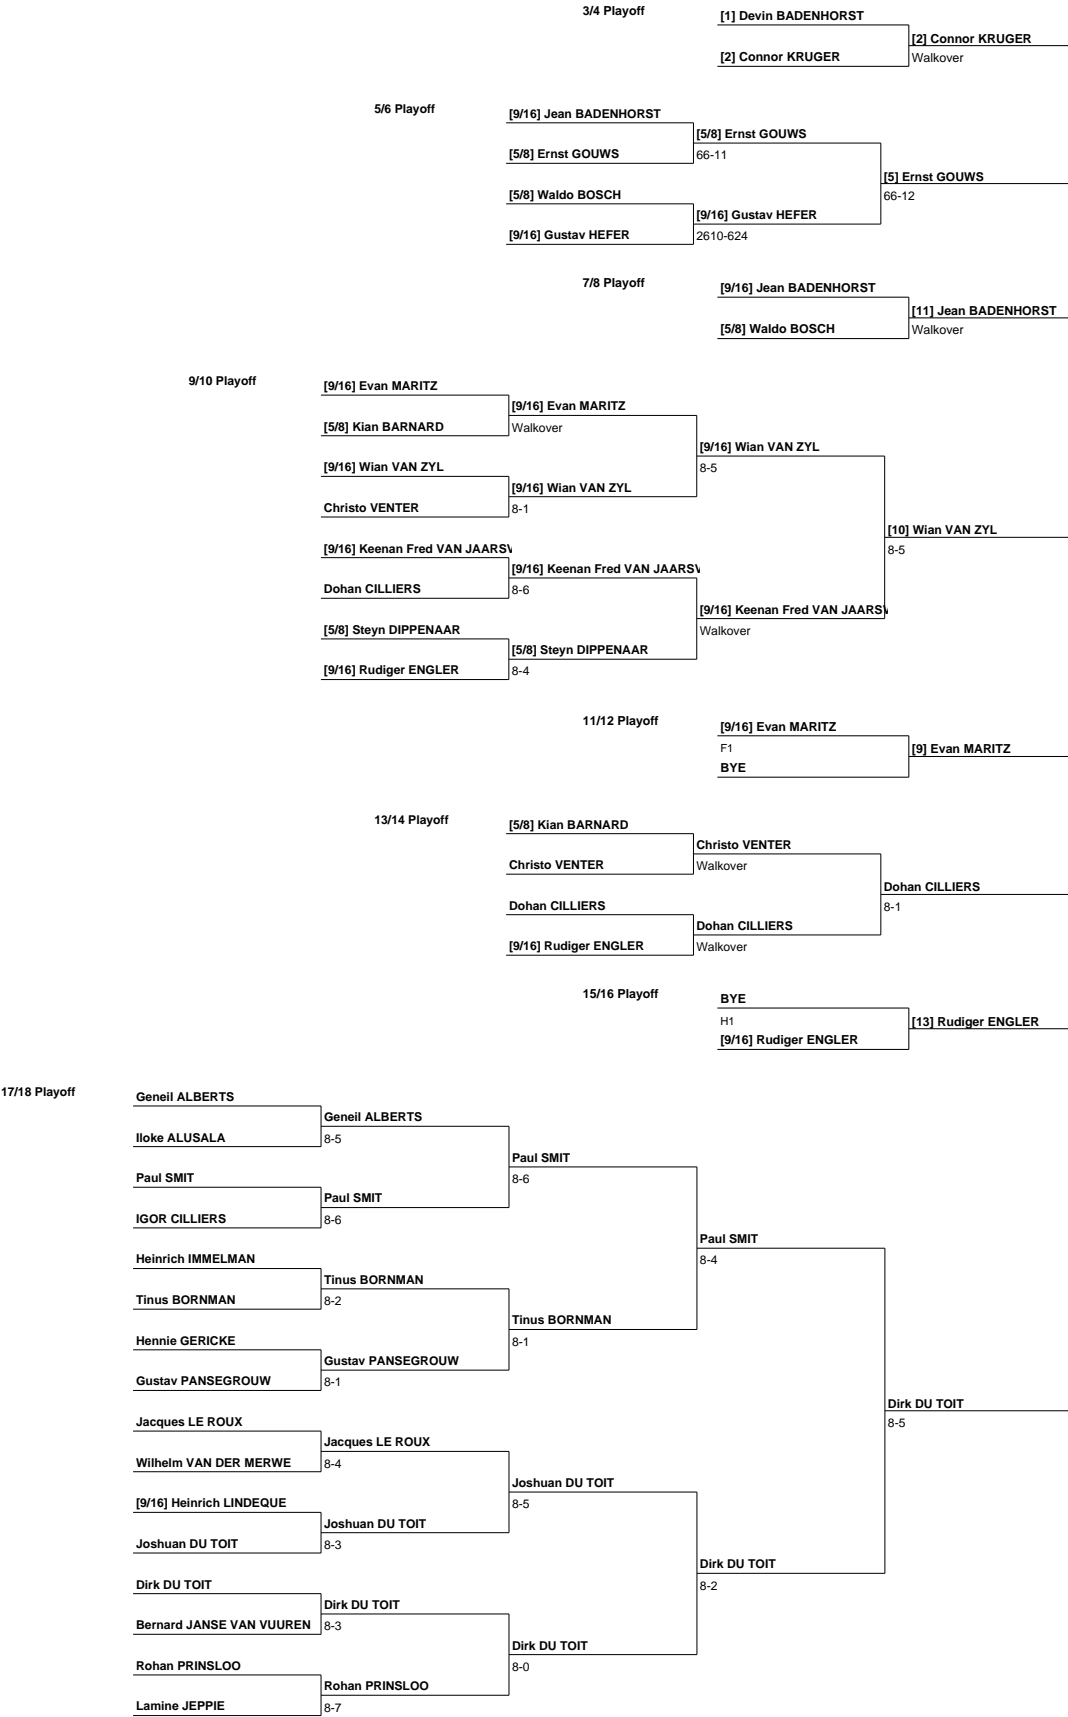 3/4 Playoff
[1] Devin BADENHORST
[2] Connor KRUGER
[2] Connor KRUGER
Walkover
5/6 Playoff
[9/16] Jean BADENHORST
[5/8] Ernst GOUWS
[5/8] Ernst GOUWS
66-11
[5] Ernst GOUWS
[5/8] Waldo BOSCH
66-12
[9/16] Gustav HEFER
[9/16] Gustav HEFER
2610-624
7/8 Playoff
[9/16] Jean BADENHORST
[11] Jean BADENHORST
[5/8] Waldo BOSCH
Walkover
9/10 Playoff
[9/16] Evan MARITZ
[9/16] Evan MARITZ
[5/8] Kian BARNARD
Walkover
[9/16] Wian VAN ZYL
[9/16] Wian VAN ZYL
8-5
[9/16] Wian VAN ZYL
Christo VENTER
8-1
[10] Wian VAN ZYL
[9/16] Keenan Fred VAN JAARSV
8-5
[9/16] Keenan Fred VAN JAARSV
Dohan CILLIERS
8-6
[9/16] Keenan Fred VAN JAARSV
[5/8] Steyn DIPPENAAR
Walkover
[5/8] Steyn DIPPENAAR
[9/16] Rudiger ENGLER
8-4
11/12 Playoff
[9/16] Evan MARITZ
F1
[9] Evan MARITZ
BYE
13/14 Playoff
[5/8] Kian BARNARD
Christo VENTER
Christo VENTER
Walkover
Dohan CILLIERS
Dohan CILLIERS
8-1
Dohan CILLIERS
[9/16] Rudiger ENGLER
Walkover
15/16 Playoff
BYE
H1
[13] Rudiger ENGLER
[9/16] Rudiger ENGLER
17/18 Playoff
Geneil ALBERTS
Geneil ALBERTS
Iloke ALUSALA
8-5
Paul SMIT
Paul SMIT
8-6
Paul SMIT
IGOR CILLIERS
8-6
Paul SMIT
Heinrich IMMELMAN
8-4
Tinus BORNMAN
Tinus BORNMAN
8-2
Tinus BORNMAN
Hennie GERICKE
8-1
Gustav PANSEGROUW
Gustav PANSEGROUW
8-1
Dirk DU TOIT
Jacques LE ROUX
8-5
Jacques LE ROUX
Wilhelm VAN DER MERWE
8-4
Joshuan DU TOIT
[9/16] Heinrich LINDEQUE
8-5
Joshuan DU TOIT
Joshuan DU TOIT
8-3
Dirk DU TOIT
Dirk DU TOIT
8-2
Dirk DU TOIT
Bernard JANSE VAN VUUREN
8-3
Dirk DU TOIT
Rohan PRINSLOO
8-0
Rohan PRINSLOO
Lamine JEPPIE
8-7